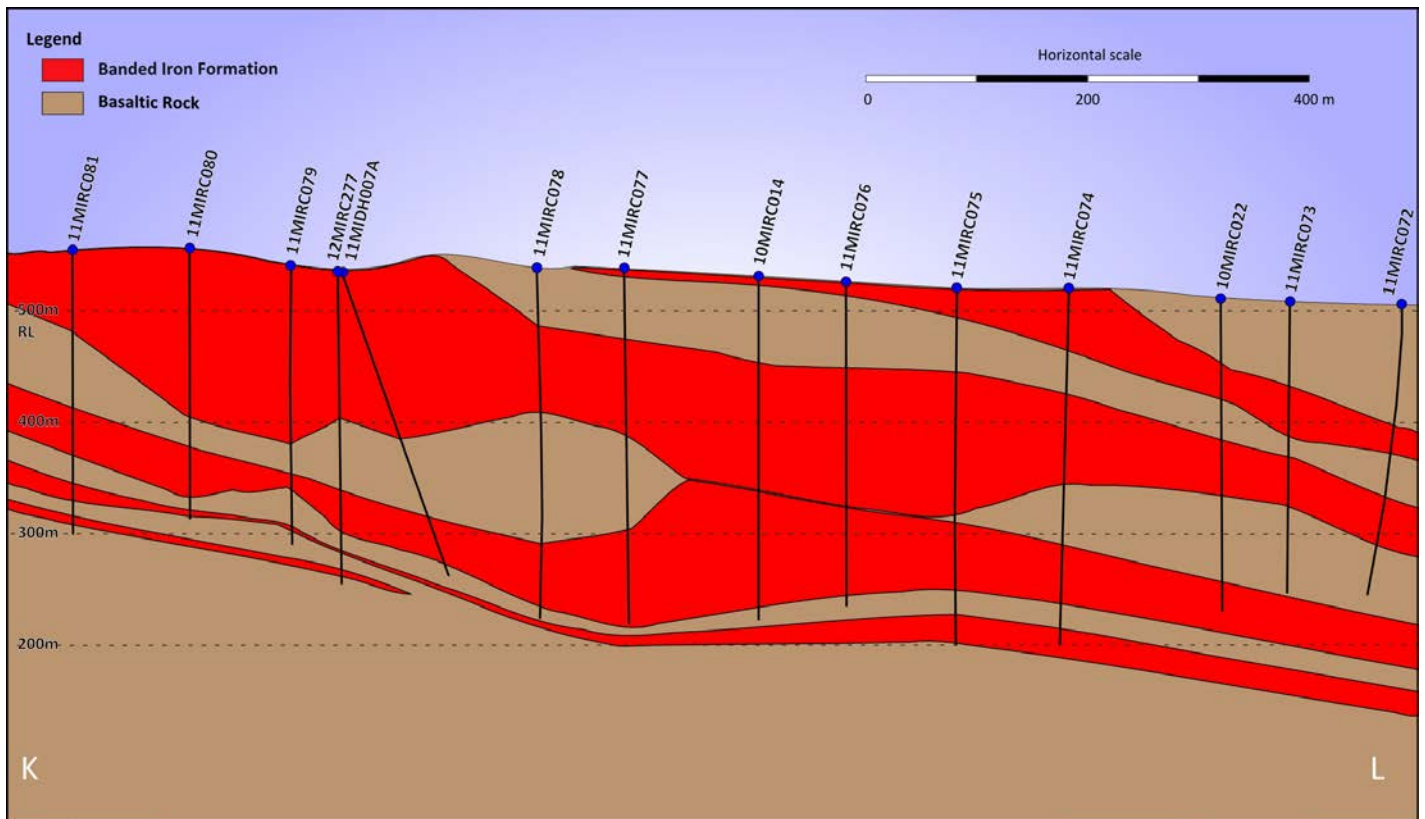 Legend
Banded Iron Formation
Basaltic Rock
Horizontal scale
0 200 400 m
11MIRC081
11MIRC080
11MIRC079
12MIRC277
11MIDH007A
11MIRC078
11MIRC077
10MIRC014
11MIRC076
11MIRC075
11MIRC074
10MIRC022
11MIRC073
11MIRC072
500m
RL
400m
300m
200m
K L